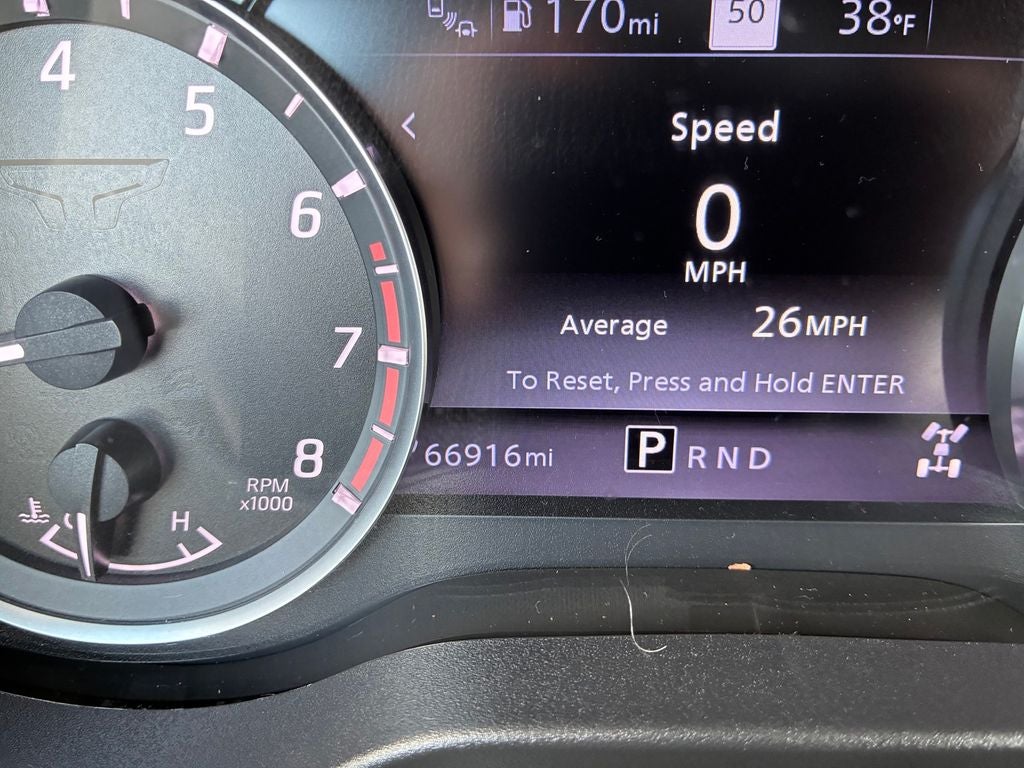 170mi
50
38°F
Speed
0
MPH
Average 26MPH
To Reset, Press and Hold ENTER
66916mi
P R N D
4
5
6
7
8
RPM
x1000
C H